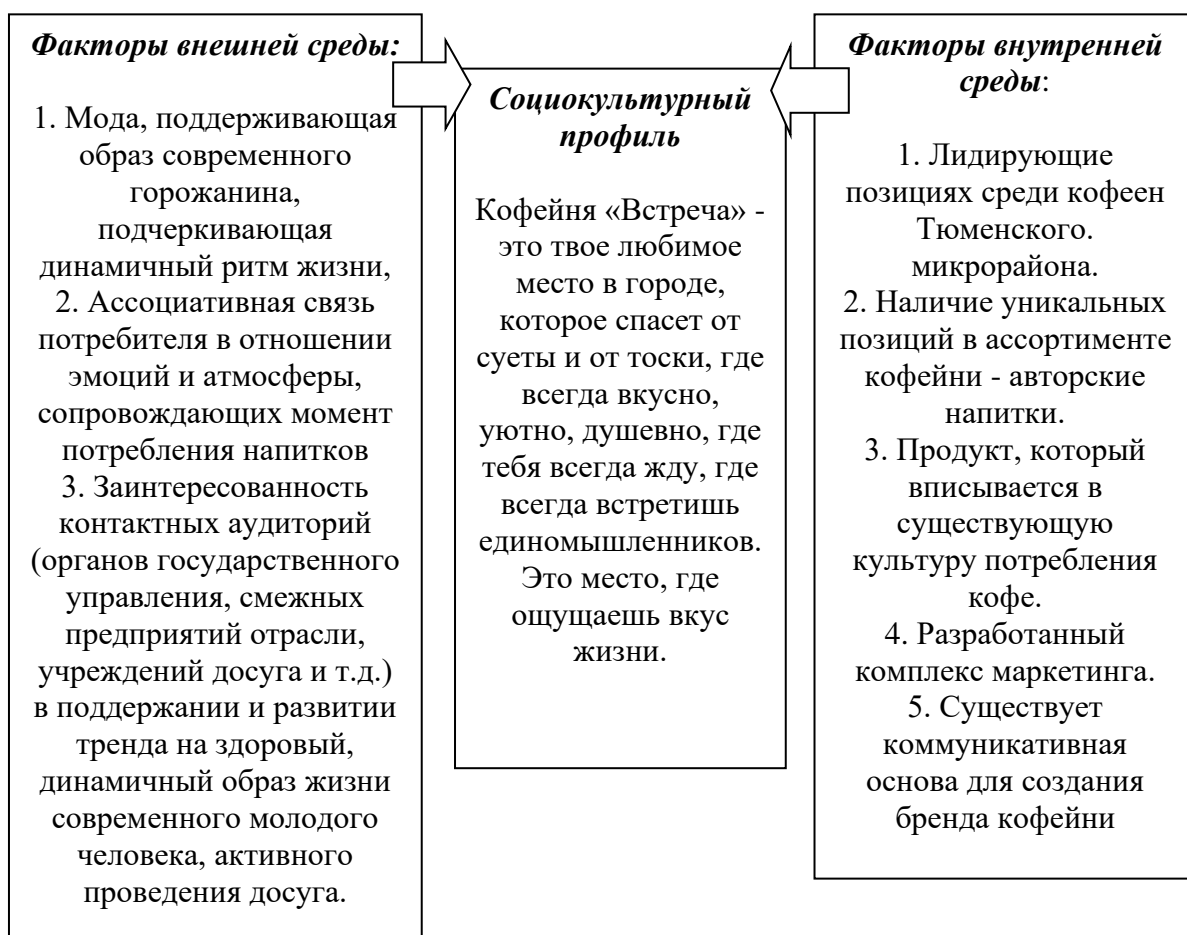 Факторы внешней среды:
1. Мода, поддерживающая
образ современного
горожанина,
подчеркивающая
динамичный ритм жизни,
2. Ассоциативная связь
потребителя в отношении
эмоций и атмосферы,
сопровождающих момент
потребления напитков
3. Заинтересованность
контактных аудиторий
(органов государственного
управления, смежных
предприятий отрасли,
учреждений досуга и т.д.)
в поддержании и развитии
тренда на здоровый,
динамичный образ жизни
современного молодого
человека, активного
проведения досуга.
Социокультурный
профиль
Кофейня «Встреча» -
это твое любимое
место в городе,
которое спасет от
суеты и от тоски, где
всегда вкусно,
уютно, душевно, где
тебя всегда жду, где
всегда встретишь
единомышленников.
Это место, где
ощущаешь вкус
жизни.
Факторы внутренней
среды:
1. Лидирующие
позициях среди кофеен
Тюменского.
микрорайона.
2. Наличие уникальных
позиций в ассортименте
кофейни - авторские
напитки.
3. Продукт, который
вписывается в
существующую
культуру потребления
кофе.
4. Разработанный
комплекс маркетинга.
5. Существует
коммуникативная
основа для создания
бренда кофейни